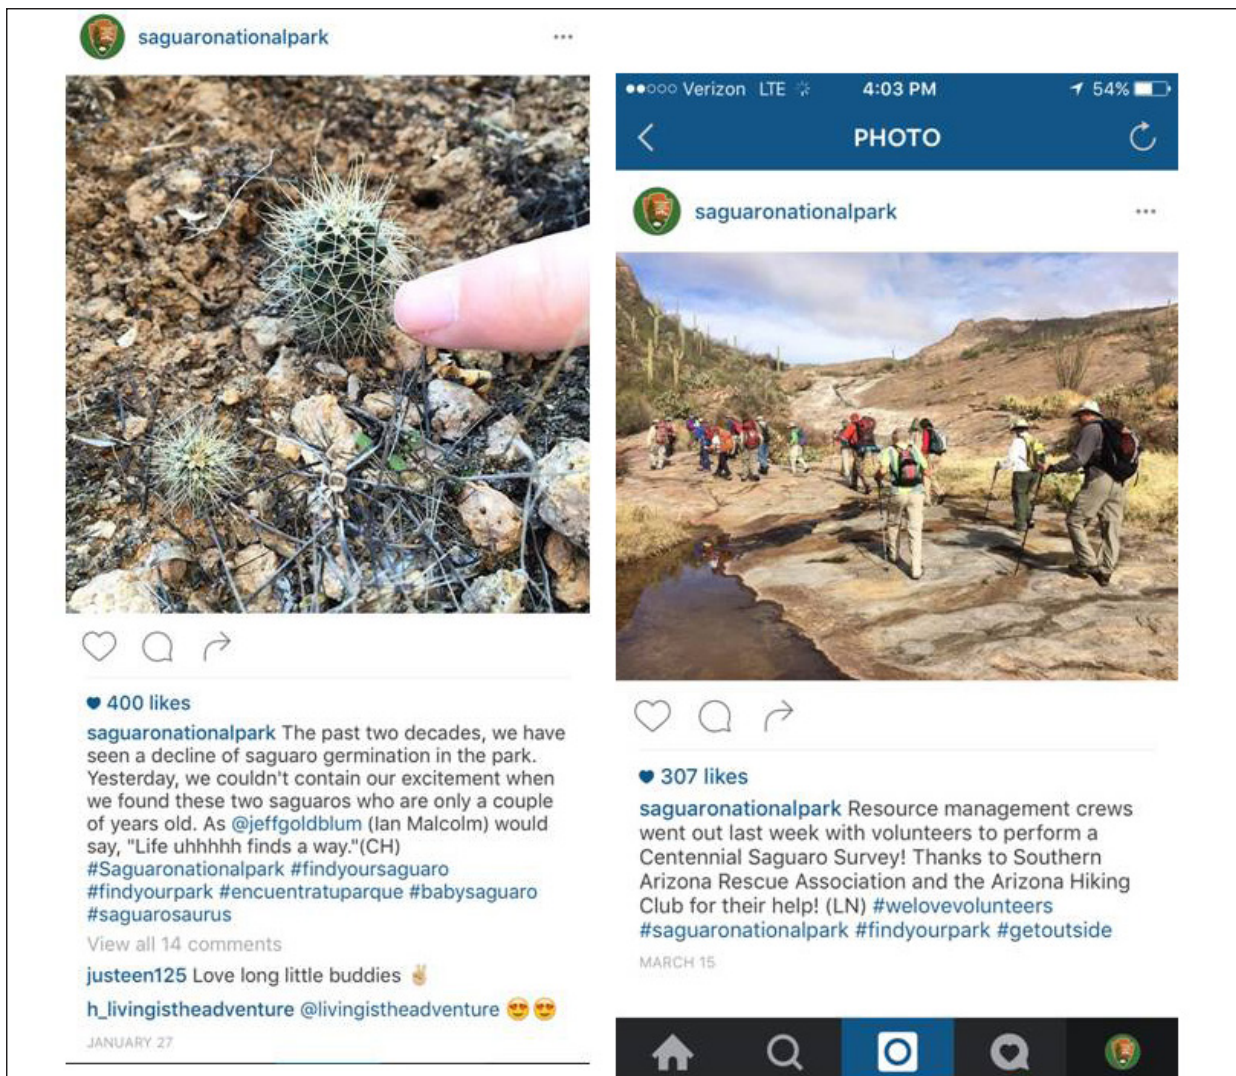 saguaronationalpark
400 likes
saguaronationalpark The past two decades, we have
seen a decline of saguaro germination in the park.
Yesterday, we couldn't contain our excitement when
we found these two saguaros who are only a couple
of years old. As @jeffgoldblum (Ian Malcolm) would
say, "Life uhhhhh finds a way."(CH)
#Saguaronationalpark #findyoursaguaro
#findyourpark #encuentratuparque #babysaguaro
#saguarosaurus
View all 14 comments
justeen125 Love long little buddies ✌🏼
h_livingistheadventure @livingistheadventure 😍😍
JANUARY 27
Verizon LTE 4:03 PM 54%
PHOTO
saguaronationalpark
307 likes
saguaronationalpark Resource management crews
went out last week with volunteers to perform a
Centennial Saguaro Survey! Thanks to Southern
Arizona Rescue Association and the Arizona Hiking
Club for their help! (LN) #welovevolunteers
#saguaronationalpark #findyourpark #getoutside
MARCH 15